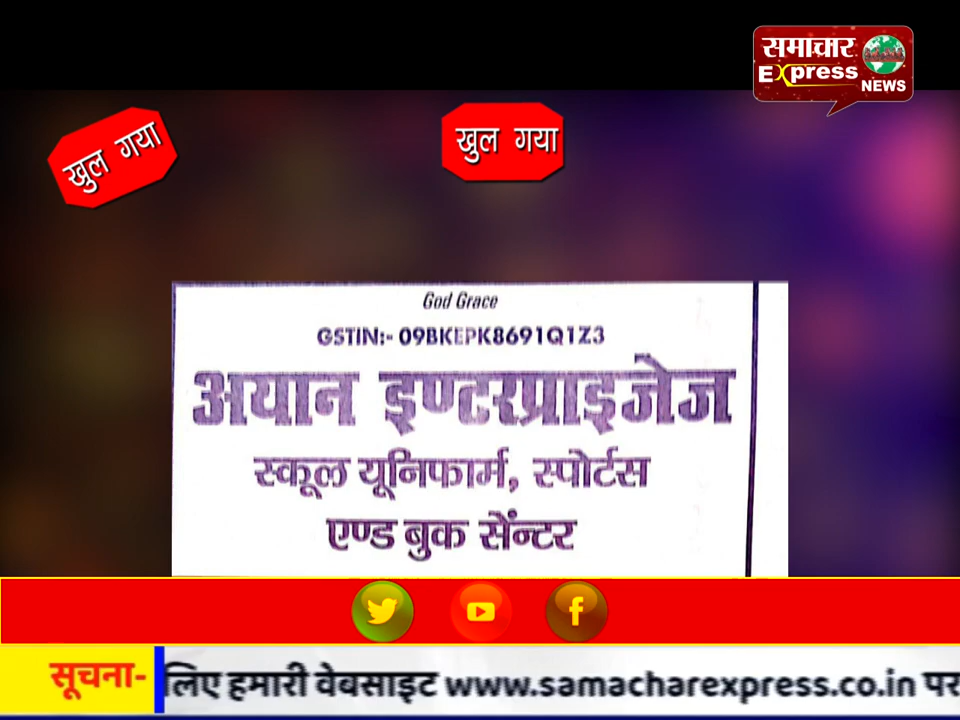 समाचार
Express
NEWS
खुल गया
खुल गया
God Grace
GSTIN:- 09BKEPK8691Q1Z3
अयान इण्टरप्राइजेज
स्कूल यूनिफार्म, स्पोर्टस
एण्ड बुक सेंन्टर
सूचना- लिए हमारी वेबसाइट www.samacharexpress.co.in पर